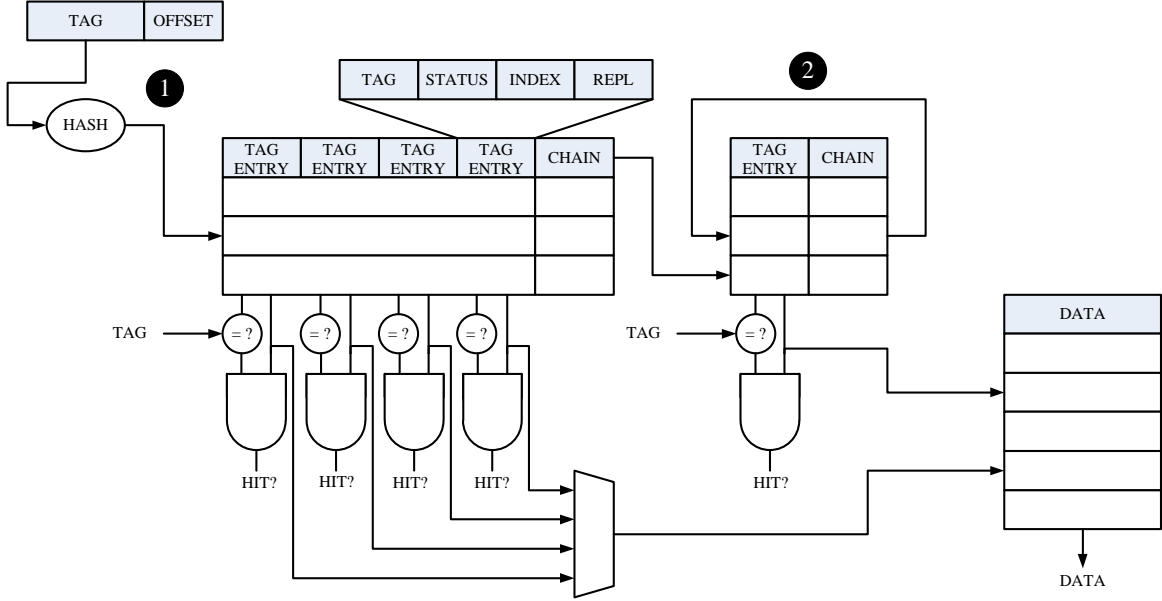 TAG OFFSET
1
2
TAG STATUS INDEX REPL
HASH
TAG ENTRY TAG ENTRY TAG ENTRY TAG ENTRY CHAIN
TAG ENTRY CHAIN
DATA
TAG = ? = ? = ? = ?
TAG = ?
HIT? HIT? HIT? HIT?
HIT?
DATA